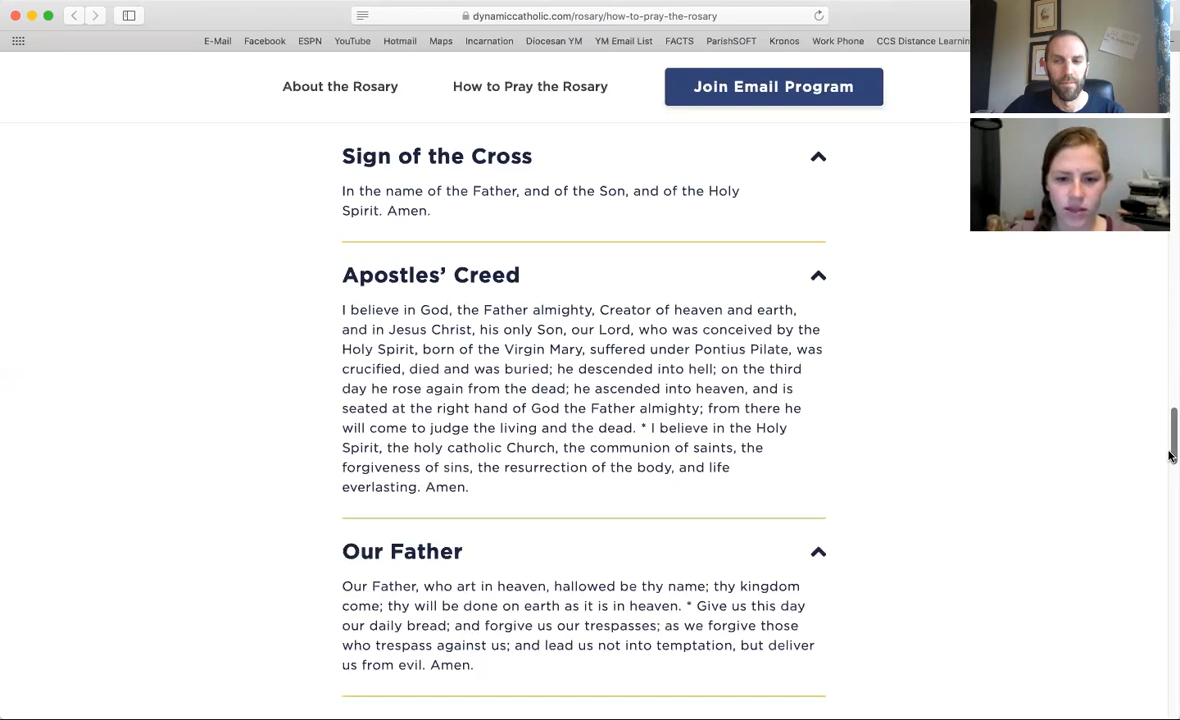 dynamiccatholic.com/rosary/how-to-pray-the-rosary
E-Mail Facebook ESPN YouTube Hotmail Maps Incarnation Diocesan YM YM Email List FACTS ParishSOFT Kronos Work Phone CCS Distance Learnin
About the Rosary How to Pray the Rosary Join Email Program
Sign of the Cross
In the name of the Father, and of the Son, and of the Holy
Spirit. Amen.
Apostles’ Creed
I believe in God, the Father almighty, Creator of heaven and earth,
and in Jesus Christ, his only Son, our Lord, who was conceived by the
Holy Spirit, born of the Virgin Mary, suffered under Pontius Pilate, was
crucified, died and was buried; he descended into hell; on the third
day he rose again from the dead; he ascended into heaven, and is
seated at the right hand of God the Father almighty; from there he
will come to judge the living and the dead. * I believe in the Holy
Spirit, the holy catholic Church, the communion of saints, the
forgiveness of sins, the resurrection of the body, and life
everlasting. Amen.
Our Father
Our Father, who art in heaven, hallowed be thy name; thy kingdom
come; thy will be done on earth as it is in heaven. * Give us this day
our daily bread; and forgive us our trespasses; as we forgive those
who trespass against us; and lead us not into temptation, but deliver
us from evil. Amen.